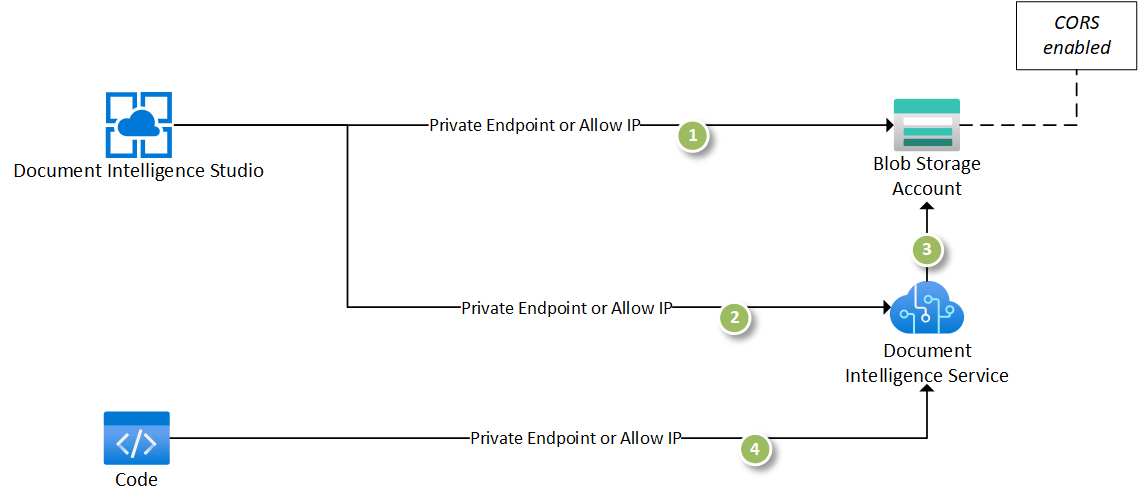 CORS
enabled
Private Endpoint or Allow IP
1
Document Intelligence Studio
Blob Storage
Account
3
Private Endpoint or Allow IP
2
Document
Intelligence Service
Private Endpoint or Allow IP
4
Code